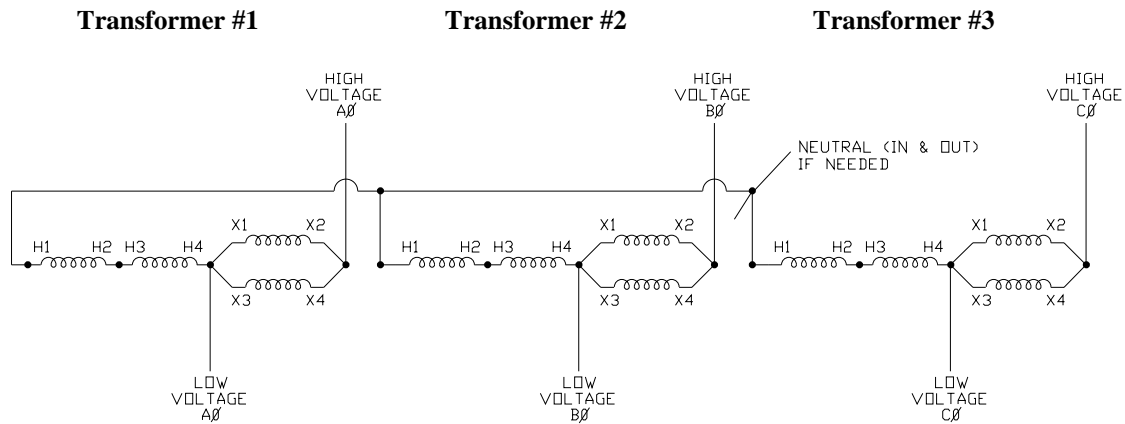 Transformer #1
Transformer #2
Transformer #3
HIGH
VOLTAGE
AØ
HIGH
VOLTAGE
BØ
HIGH
VOLTAGE
CØ
NEUTRAL (IN & OUT)
IF NEEDED
X1 X2
H1 H2 H3 H4
X3 X4
X1 X2
H1 H2 H3 H4
X3 X4
X1 X2
H1 H2 H3 H4
X3 X4
LOW
VOLTAGE
AØ
LOW
VOLTAGE
BØ
LOW
VOLTAGE
CØ